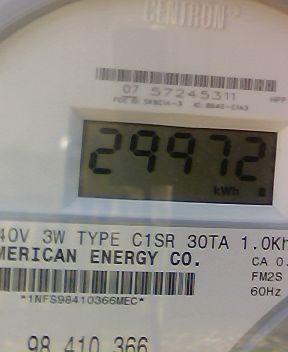 CENTRON®
07 57245311
29972
kWh
40V 3W TYPE C1SR 30TA 1.0Kh
MERICAN ENERGY CO.
CA 0.
FM2S
60Hz
*1NFS98410366MEC*
98 410 366